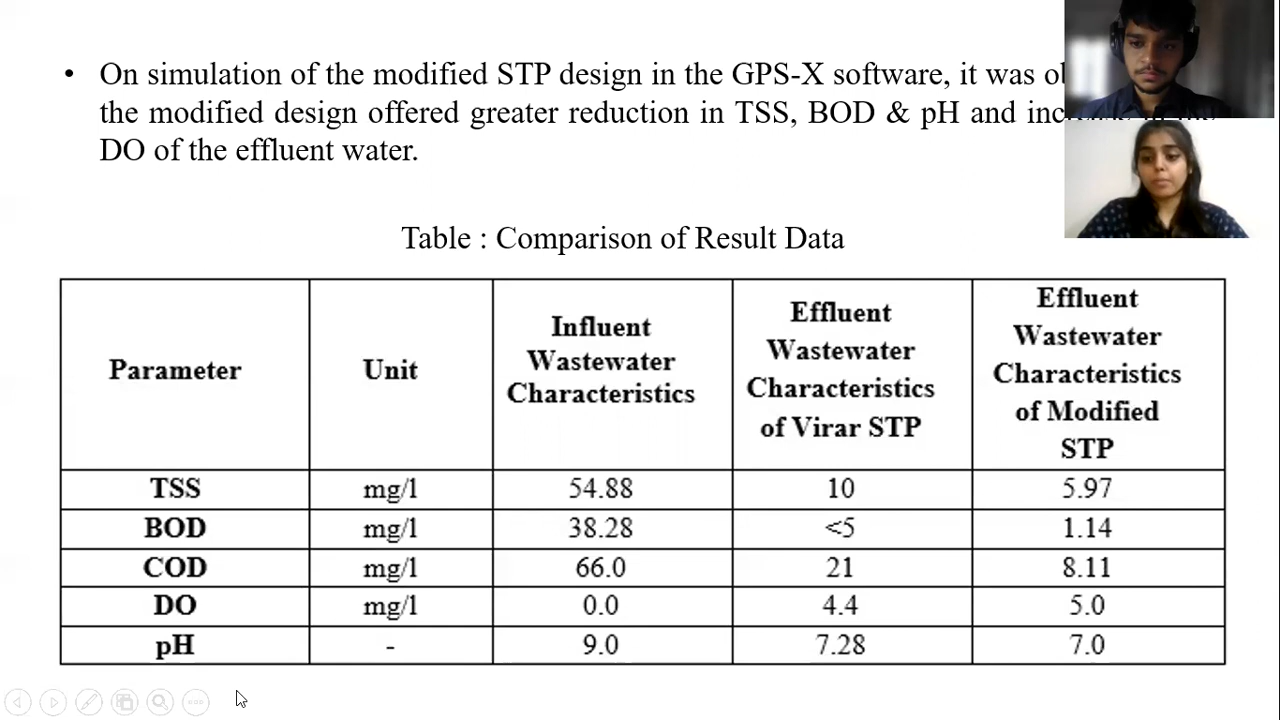 • On simulation of the modified STP design in the GPS-X software, it was
the modified design offered greater reduction in TSS, BOD & pH and
DO of the effluent water.
Table : Comparison of Result Data
Parameter Unit Influent Wastewater Characteristics Effluent Wastewater Characteristics of Virar STP Effluent Wastewater Characteristics of Modified STP
TSS mg/l 54.88 10 5.97
BOD mg/l 38.28 <5 1.14
COD mg/l 66.0 21 8.11
DO mg/l 0.0 4.4 5.0
pH - 9.0 7.28 7.0